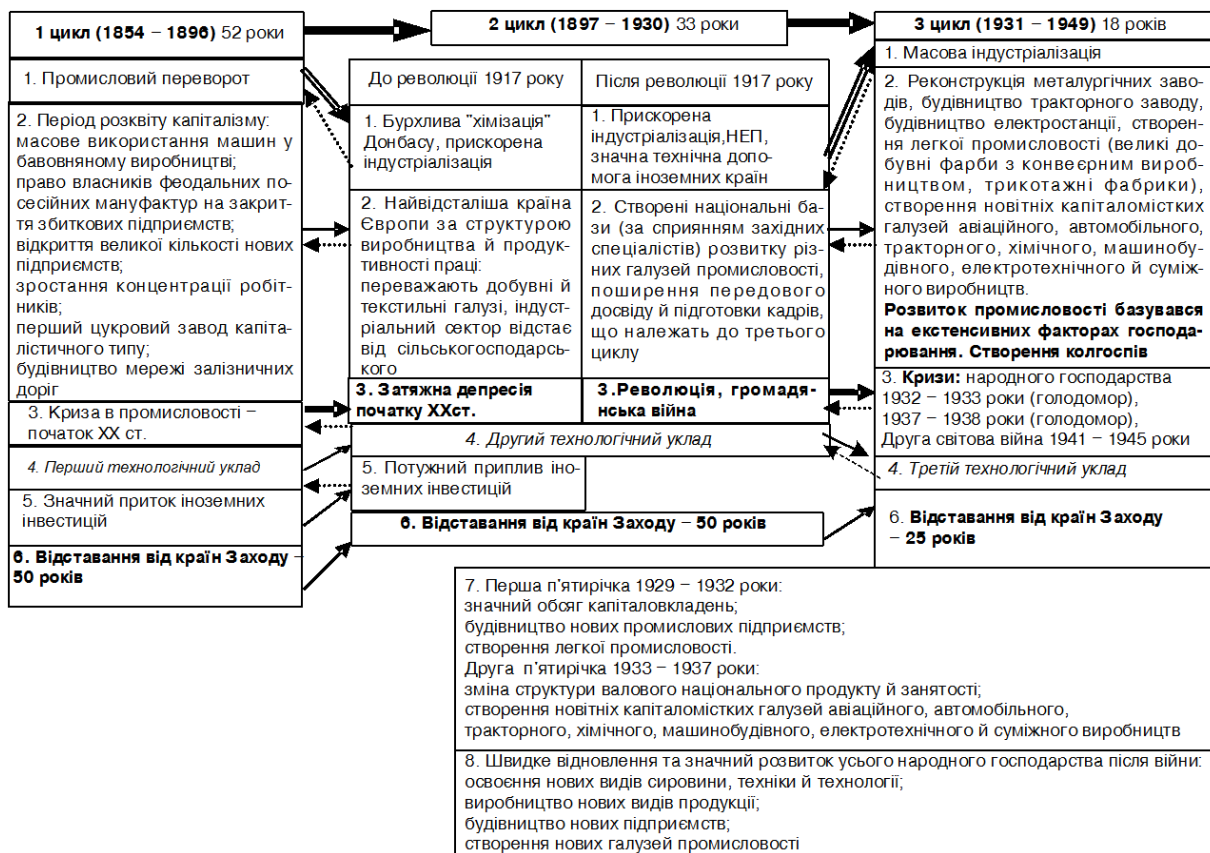 1 цикл (1854 – 1896) 52 роки
1. Промисловий переворот
2. Період розквіту капіталізму:
масове використання машин у
бавовняному виробництві;
право власників феодальних по-
сесійних мануфактур на закрит-
тя збиткових підприємств;
відкриття великої кількості нових
підприємств;
зростання концентрації робіт-
ників;
перший цукровий завод капіта-
лістичного типу;
будівництво мережі залізничних
доріг
3. Криза в промисловості –
початок ХХ ст.
4. Перший технологічний уклад
5. Значний приток іноземних
інвестицій
6. Відставання від країн Заходу –
50 років
2 цикл (1897 – 1930) 33 роки
До революції 1917 року
1. Бурхлива "хімізація"
Донбасу, прискорена
індустріалізація
2. Найвідсталіша країна
Європи за структурою
виробництва й продук-
тивності праці:
переважають добувні й
текстильні галузі, індуст-
ріальний сектор відстає
від сільськогосподарсь-
кого
3. Затяжна депресія
початку ХХст.
Після революції 1917 року
1. Прискорена
індустріалізація,НЕП,
значна технічна допо-
мога іноземних країн
2. Створені національні ба-
зи (за сприянням західних
спеціалістів) розвитку різ-
них галузей промисловості,
поширення передового
досвіду й підготовки кадрів,
що належать до третього
циклу
3.Революція, громадя-
нська війна
4. Другий технологічний уклад
5. Потужний приплив іно-
земних інвестицій
6. Відставання від країн Заходу – 50 років
3 цикл (1931 – 1949) 18 років
1. Масова індустріалізація
2. Реконструкція металургічних заво-
дів, будівництво тракторного заводу,
будівництво електростанції, створен-
ня легкої промисловості (великі до-
бувні фарби з конвеєрним вироб-
ництвом, трикотажні фабрики),
створення новітніх капіталомістких
галузей авіаційного, автомобільного,
тракторного, хімічного, машинобу-
дівного, електротехнічного й суміж-
ного виробництв.
Розвиток промисловості базувався
на екстенсивних факторах господа-
рювання. Створення колгоспів
3. Кризи: народного господарства
1932 – 1933 роки (голодомор),
1937 – 1938 роки (голодомор),
Друга світова війна 1941 – 1945 роки
4. Третій технологічний уклад
6. Відставання від країн Заходу
– 25 років
7. Перша п'ятирічка 1929 – 1932 роки:
значний обсяг капіталовкладень;
будівництво нових промислових підприємств;
створення легкої промисловості.
Друга п'ятирічка 1933 – 1937 роки:
зміна структури валового національного продукту й занятості;
створення новітніх капіталомістких галузей авіаційного, автомобільного,
тракторного, хімічного, машинобудівного, електротехнічного й суміжного виробництв
8. Швидке відновлення та значний розвиток усього народного господарства після війни:
освоєння нових видів сировини, техніки й технології;
виробництво нових видів продукції;
будівництво нових підприємств;
створення нових галузей промисловості